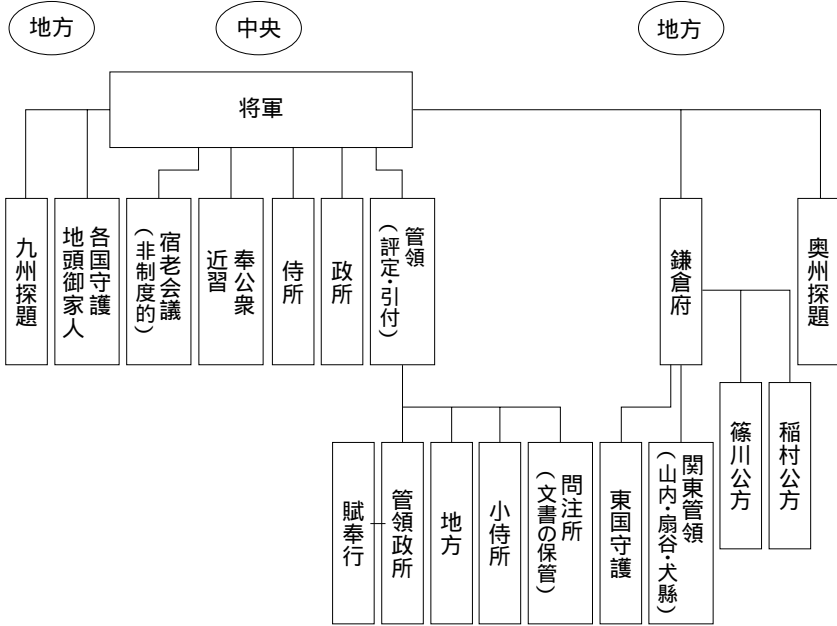 地方
中央
地方
将軍
九州探題
各国守護
地頭御家人
宿老会議
(非制度的)
奉公衆
近習
侍所
政所
管領
(評定・引付)
鎌倉府
奥州探題
賦奉行
管領政所
地方
小侍所
問注所
(文書の保管)
東国守護
関東管領
(山内・扇谷・犬縣)
篠川公方
稲村公方